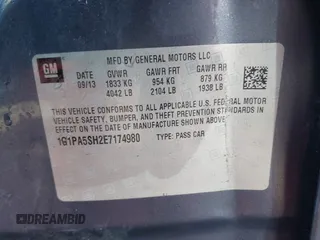 GM
MFD BY GENERAL MOTORS LLC
DATE GVWR GAWR FRT GAWR RR
09/13 1833 KG 954 KG 879 KG
4042 LB 2104 LB 1938 LB
THIS VEHICLE CONFORMS TO ALL APPLICABLE U.S. FEDERAL MOTOR
VEHICLE SAFETY, BUMPER, AND THEFT PREVENTION STANDARDS
IN EFFECT ON THE DATE OF MANUFACTURE SHOWN ABOVE.
1G1PA5SH2E7174980 TYPE: PASS CAR
DREAMBID